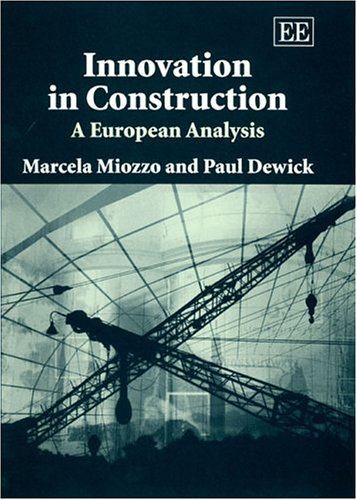 EE
Innovation
in Construction
A European Analysis
Marcela Miozzo and Paul Dewick